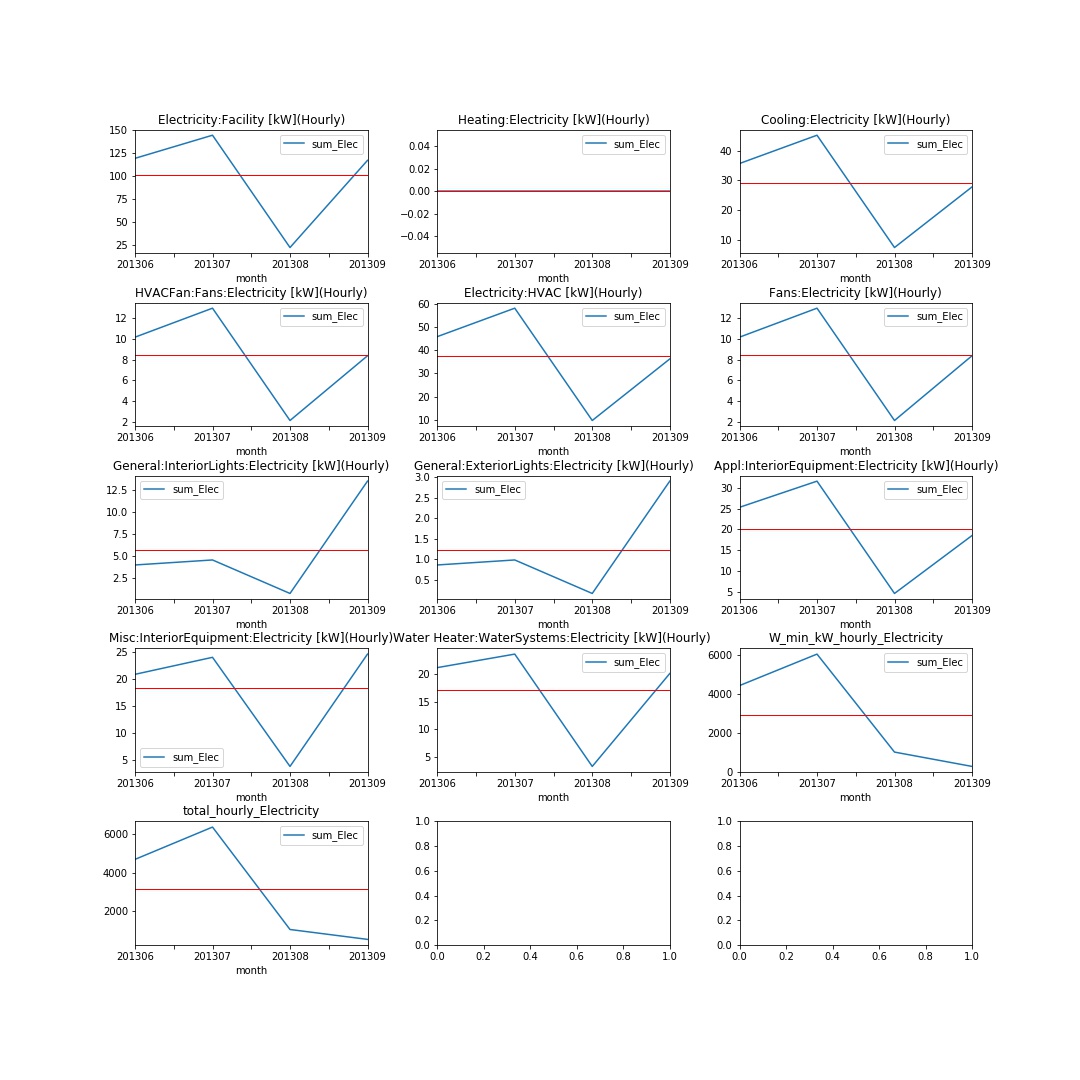 Electricity:Facility [kW](Hourly)
150
125
100
75
50
25
sum_Elec
201306 201307 201308 201309
month
Heating:Electricity [kW](Hourly)
0.04
0.02
0.00
−0.02
−0.04
sum_Elec
201306 201307 201308 201309
month
Cooling:Electricity [kW](Hourly)
40
30
20
10
sum_Elec
201306 201307 201308 201309
month
HVACFan:Fans:Electricity [kW](Hourly)
12
10
8
6
4
2
sum_Elec
201306 201307 201308 201309
month
Electricity:HVAC [kW](Hourly)
60
50
40
30
20
10
sum_Elec
201306 201307 201308 201309
month
Fans:Electricity [kW](Hourly)
12
10
8
6
4
2
sum_Elec
201306 201307 201308 201309
month
General:InteriorLights:Electricity [kW](Hourly)
12.5
10.0
7.5
5.0
2.5
sum_Elec
201306 201307 201308 201309
month
General:ExteriorLights:Electricity [kW](Hourly)
3.0
2.5
2.0
1.5
1.0
0.5
sum_Elec
201306 201307 201308 201309
month
Appl:InteriorEquipment:Electricity [kW](Hourly)
30
25
20
15
10
5
sum_Elec
201306 201307 201308 201309
month
Misc:InteriorEquipment:Electricity [kW](Hourly)
25
20
15
10
5
sum_Elec
201306 201307 201308 201309
month
Water Heater:WaterSystems:Electricity [kW](Hourly)
20
15
10
5
sum_Elec
201306 201307 201308 201309
month
W_min_kW_hourly_Electricity
6000
4000
2000
0
sum_Elec
201306 201307 201308 201309
month
total_hourly_Electricity
6000
4000
2000
sum_Elec
201306 201307 201308 201309
month
1.0
0.8
0.6
0.4
0.2
0.0
0.0 0.2 0.4 0.6 0.8 1.0
1.0
0.8
0.6
0.4
0.2
0.0
0.0 0.2 0.4 0.6 0.8 1.0